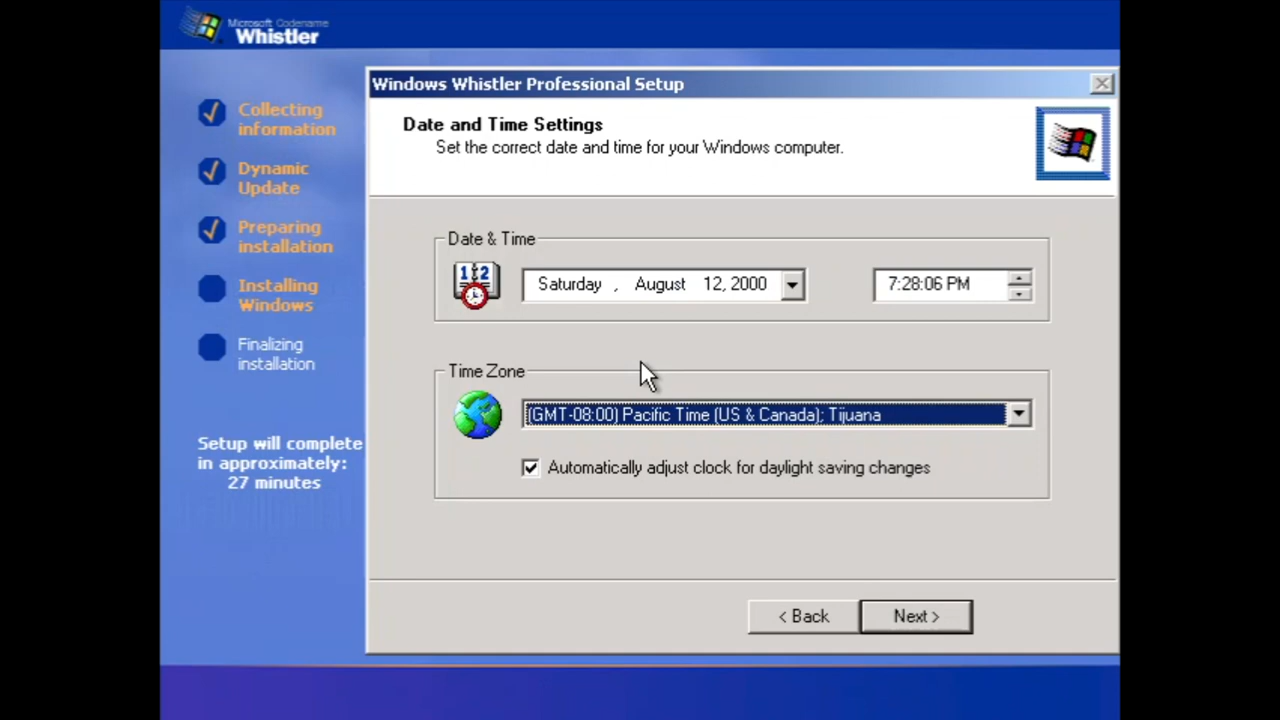 Microsoft Codename
Whistler
Collecting
information
Dynamic
Update
Preparing
installation
Installing
Windows
Finalizing
installation
Setup will complete
in approximately:
27 minutes
Windows Whistler Professional Setup
Date and Time Settings
Set the correct date and time for your Windows computer.
Date & Time
12
Saturday , August 12, 2000
7:28:06 PM
Time Zone
(GMT-08:00) Pacific Time (US & Canada); Tijuana
Automatically adjust clock for daylight saving changes
< Back
Next >